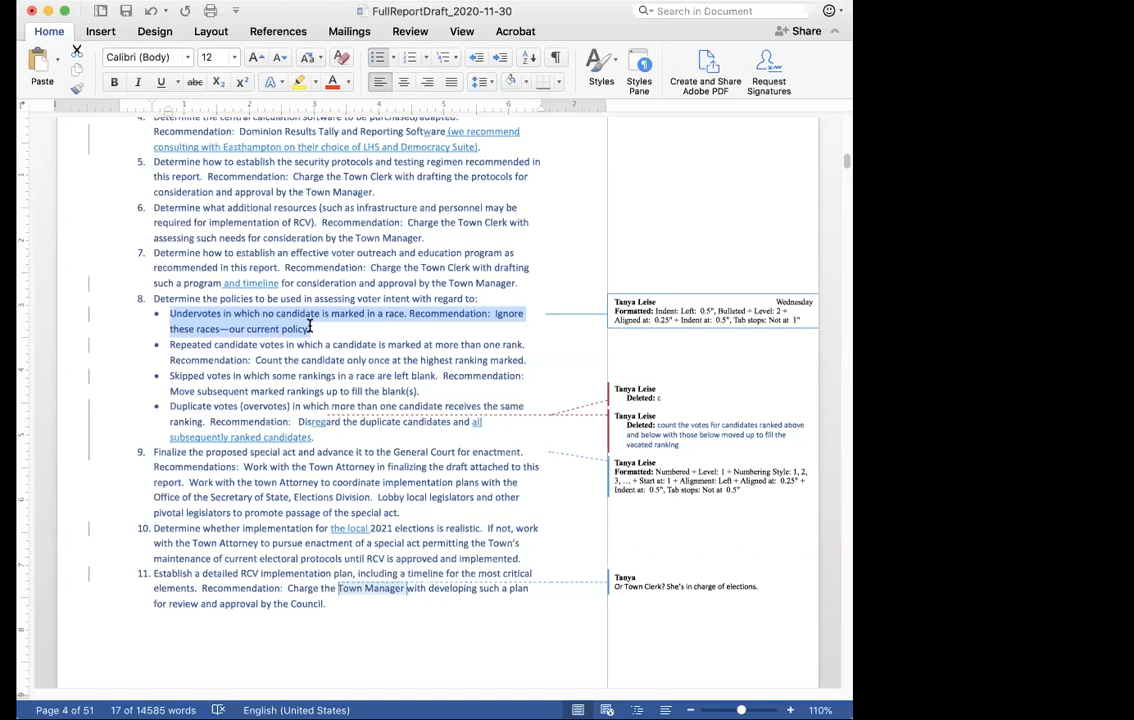 FullReportDraft_2020-11-30
Search in Document
Home Insert Design Layout References Mailings Review View Acrobat Share
Paste Calibri (Body) 12 Styles Styles Pane Create and Share Adobe PDF Request Signatures
4. Determine the central calculation software to be purchased/adapted.
Recommendation: Dominion Results Tally and Reporting Software (we recommend
consulting with Easthampton on their choice of LHS and Democracy Suite).
5. Determine how to establish the security protocols and testing regimen recommended in
this report. Recommendation: Charge the Town Clerk with drafting the protocols for
consideration and approval by the Town Manager.
6. Determine what additional resources (such as infrastructure and personnel may be
required for implementation of RCV). Recommendation: Charge the Town Clerk with
assessing such needs for consideration by the Town Manager.
7. Determine how to establish an effective voter outreach and education program as
recommended in this report. Recommendation: Charge the Town Clerk with drafting
such a program and timeline for consideration and approval by the Town Manager.
8. Determine the policies to be used in assessing voter intent with regard to:
• Undervotes in which no candidate is marked in a race. Recommendation: Ignore
these races—our current policy.
• Repeated candidate votes in which a candidate is marked at more than one rank.
Recommendation: Count the candidate only once at the highest ranking marked.
• Skipped votes in which some rankings in a race are left blank. Recommendation:
Move subsequent marked rankings up to fill the blank(s).
• Duplicate votes (overvotes) in which more than one candidate receives the same
ranking. Recommendation: Disregard the duplicate candidates and all
subsequently ranked candidates.
9. Finalize the proposed special act and advance it to the General Court for enactment.
Recommendations: Work with the Town Attorney in finalizing the draft attached to this
report. Work with the town Attorney to coordinate implementation plans with the
Office of the Secretary of State, Elections Division. Lobby local legislators and other
pivotal legislators to promote passage of the special act.
10. Determine whether implementation for the local 2021 elections is realistic. If not, work
with the Town Attorney to pursue enactment of a special act permitting the Town's
maintenance of current electoral protocols until RCV is approved and implemented.
11. Establish a detailed RCV implementation plan, including a timeline for the most critical
elements. Recommendation: Charge the Town Manager with developing such a plan
for review and approval by the Council.
Tanya Leise Wednesday
Formatted: Indent: Left: 0.5", Bulleted + Level: 2 +
Aligned at: 0.25" + Indent at: 0.5", Tab stops: Not at 1"
Tanya Leise
Deleted: c
Tanya Leise
Deleted: count the votes for candidates ranked above
and below with those below moved up to fill the
vacated ranking
Tanya Leise
Formatted: Numbered + Level: 1 + Numbering Style: 1, 2,
3, … + Start at: 1 + Alignment: Left + Aligned at: 0.25" +
Indent at: 0.5", Tab stops: Not at 0.5"
Tanya
Or Town Clerk? She's in charge of elections.
Page 4 of 51 17 of 14585 words English (United States) 110%